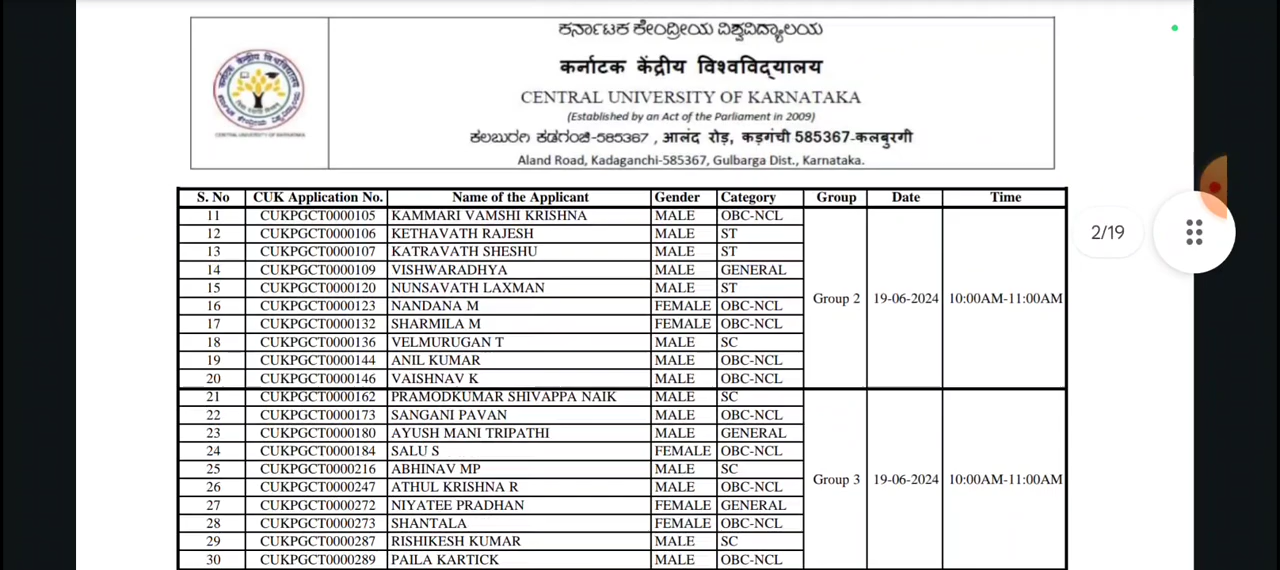 ಕರ್ನಾಟಕ ಕೇಂದ್ರೀಯ ವಿಶ್ವವಿದ್ಯಾಲಯ
कर्नाटक केंद्रीय विश्वविद्यालय
CENTRAL UNIVERSITY OF KARNATAKA
(Established by an Act of the Parliament in 2009)
ಕಲಬುರಗಿ ಕಡಗಂಚಿ-585367 , आलंद रोड़, कड़गंची 585367-कलबुरगी
Aland Road, Kadaganchi-585367, Gulbarga Dist., Karnataka.
CENTRAL UNIVERSITY OF KARNATAKA
S. No CUK Application No. Name of the Applicant Gender Category Group Date Time
11 CUKPGCT0000105 KAMMARI VAMSHI KRISHNA MALE OBC-NCL
12 CUKPGCT0000106 KETHAVATH RAJESH MALE ST
13 CUKPGCT0000107 KATRAVATH SHESHU MALE ST
14 CUKPGCT0000109 VISHWARADHYA MALE GENERAL
15 CUKPGCT0000120 NUNSAVATH LAXMAN MALE ST
Group 2 19-06-2024 10:00AM-11:00AM
16 CUKPGCT0000123 NANDANA M FEMALE OBC-NCL
17 CUKPGCT0000132 SHARMILA M FEMALE OBC-NCL
18 CUKPGCT0000136 VELMURUGAN T MALE SC
19 CUKPGCT0000144 ANIL KUMAR MALE OBC-NCL
20 CUKPGCT0000146 VAISHNAV K MALE OBC-NCL
21 CUKPGCT0000162 PRAMODKUMAR SHIVAPPA NAIK MALE SC
22 CUKPGCT0000173 SANGANI PAVAN MALE OBC-NCL
23 CUKPGCT0000180 AYUSH MANI TRIPATHI MALE GENERAL
24 CUKPGCT0000184 SALU S FEMALE OBC-NCL
25 CUKPGCT0000216 ABHINAV MP MALE SC
Group 3 19-06-2024 10:00AM-11:00AM
26 CUKPGCT0000247 ATHUL KRISHNA R MALE OBC-NCL
27 CUKPGCT0000272 NIYATEE PRADHAN FEMALE GENERAL
28 CUKPGCT0000273 SHANTALA FEMALE OBC-NCL
29 CUKPGCT0000287 RISHIKESH KUMAR MALE SC
30 CUKPGCT0000289 PAILA KARTICK MALE OBC-NCL
2/19